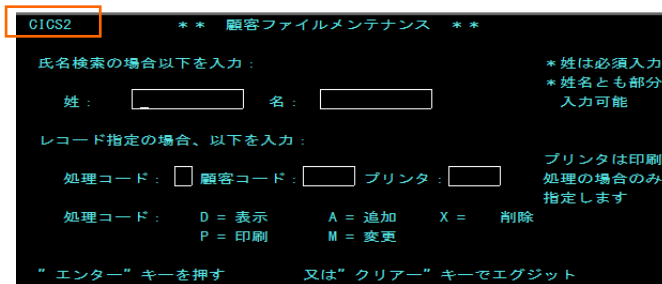 CICS2 ** 顧客ファイルメンテナンス **
氏名検索の場合以下を入力: *姓は必須入力
*姓名とも部分
姓: _ 名: 入力可能
レコード指定の場合、以下を入力:
プリンタは印刷
処理コード: 顧客コード: プリンタ: 処理の場合のみ
指定します
処理コード: D = 表示 A = 追加 X = 削除
P = 印刷 M = 変更
”エンター”キーを押す 又は”クリアー”キーでエグジット